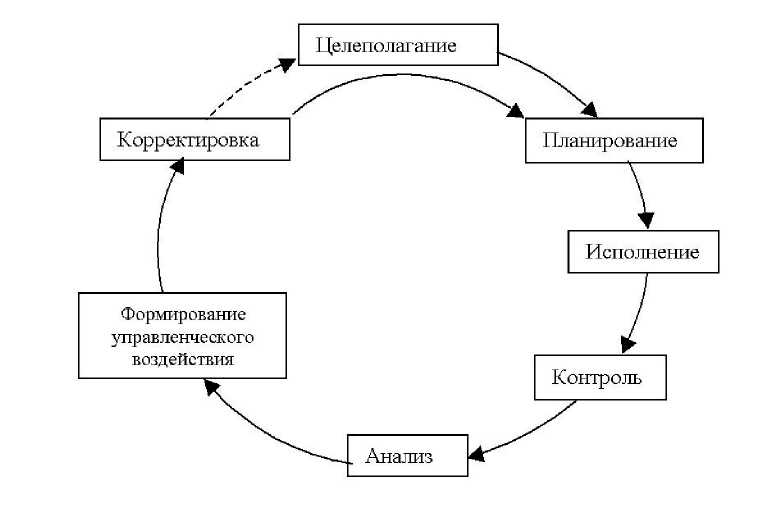 Целеполагание
Корректировка
Планирование
Исполнение
Формирование
управленческого
воздействия
Контроль
Анализ